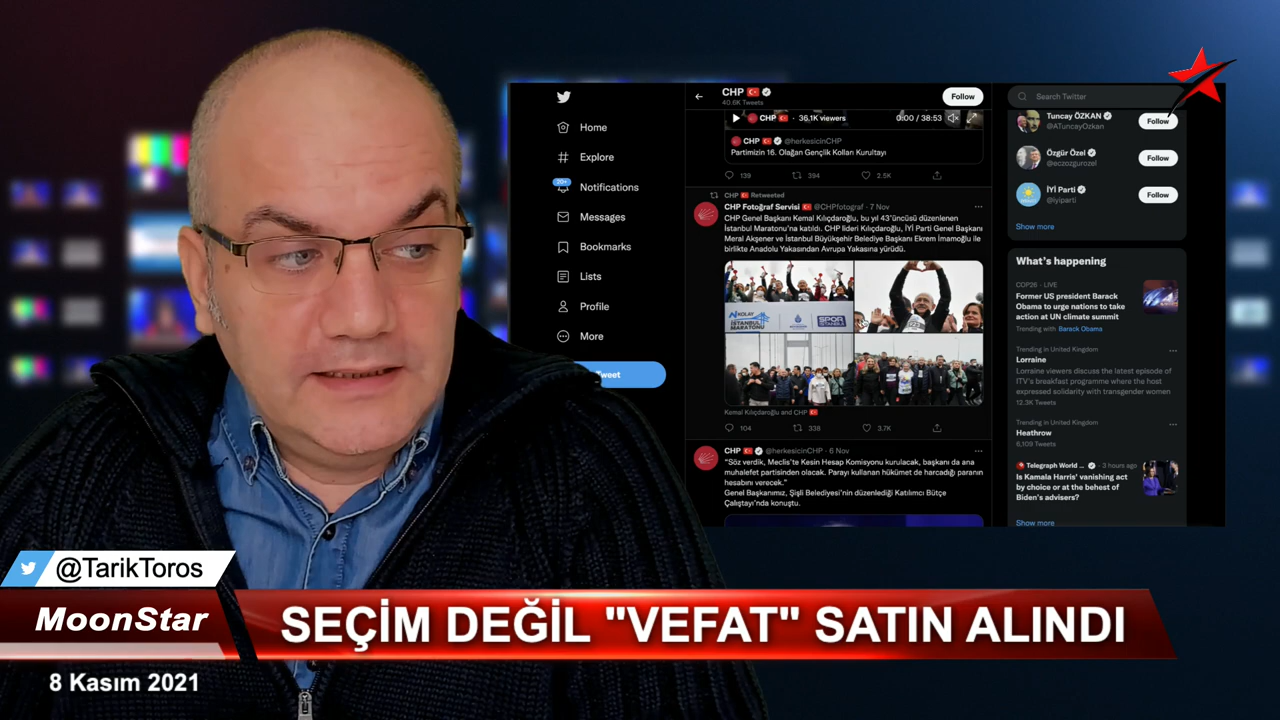 Home
Explore
20+
Notifications
Messages
Bookmarks
Lists
Profile
More
Tweet
CHP
40.6K Tweets
Follow
CHP · 36,1K viewers
0:00 / 38:53
CHP @herkesicinCHP
Partimizin 16. Olağan Gençlik Kolları Kurultayı
139 394 2.5K
CHP Retweeted
CHP Fotoğraf Servisi @CHPfotograf · 7 Nov
CHP Genel Başkanı Kemal Kılıçdaroğlu, bu yıl 43'üncüsü düzenlenen
İstanbul Maratonu'na katıldı. CHP lideri Kılıçdaroğlu, İYİ Parti Genel Başkanı
Meral Akşener ve İstanbul Büyükşehir Belediye Başkanı Ekrem İmamoğlu ile
birlikte Anadolu Yakasından Avrupa Yakasına yürüdü.
N KOLAY
İSTANBUL
MARATONU
SPOR
İSTANBUL
Kemal Kılıçdaroğlu and CHP
104 338 3.7K
CHP @herkesicinCHP · 6 Nov
"Söz verdik, Meclis'te Kesin Hesap Komisyonu kurulacak, başkanı da ana
muhalefet partisinden olacak. Parayı kullanan hükümet de harcadığı paranın
hesabını verecek."
Genel Başkanımız, Şişli Belediyesi'nin düzenlediği Katılımcı Bütçe
Çalıştayı'nda konuştu.
Search Twitter
Tuncay ÖZKAN
@ATuncayOzkan
Follow
Özgür Özel
@eczozgurozel
Follow
İYİ Parti
@iyiparti
Follow
Show more
What's happening
COP26 · LIVE
Former US president Barack
Obama to urge nations to take
action at UN climate summit
Trending with Barack Obama
Trending in United Kingdom
Lorraine
Lorraine viewers discuss the latest episode of
ITV's breakfast programme where the host
expressed solidarity with transgender women
12.3K Tweets
Trending in United Kingdom
Heathrow
6,109 Tweets
Telegraph World ... · 3 hours ago
Is Kamala Harris' vanishing act
by choice or at the behest of
Biden's advisers?
Show more
@TarikToros
MoonStar
SEÇİM DEĞİL "VEFAT" SATIN ALINDI
8 Kasım 2021